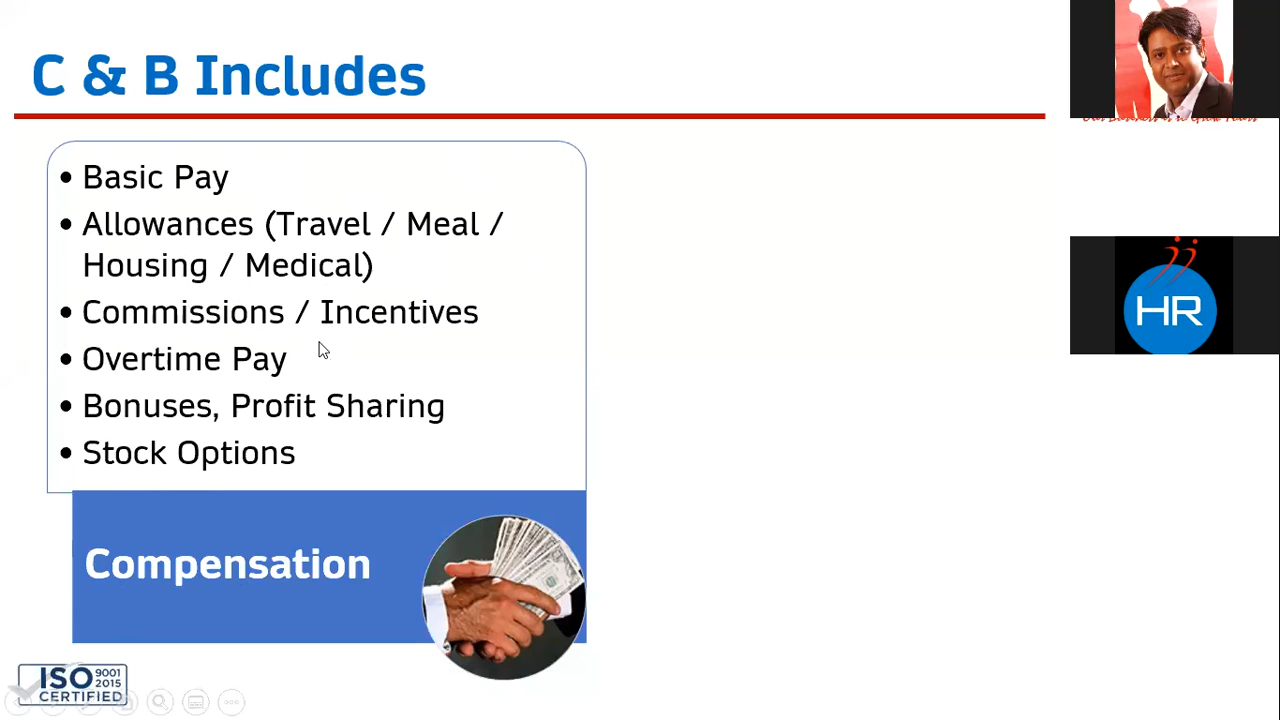 C & B Includes
• Basic Pay
• Allowances (Travel / Meal /
Housing / Medical)
• Commissions / Incentives
• Overtime Pay
• Bonuses, Profit Sharing
• Stock Options
Compensation
HR
ISO 9001
2015
CERTIFIED